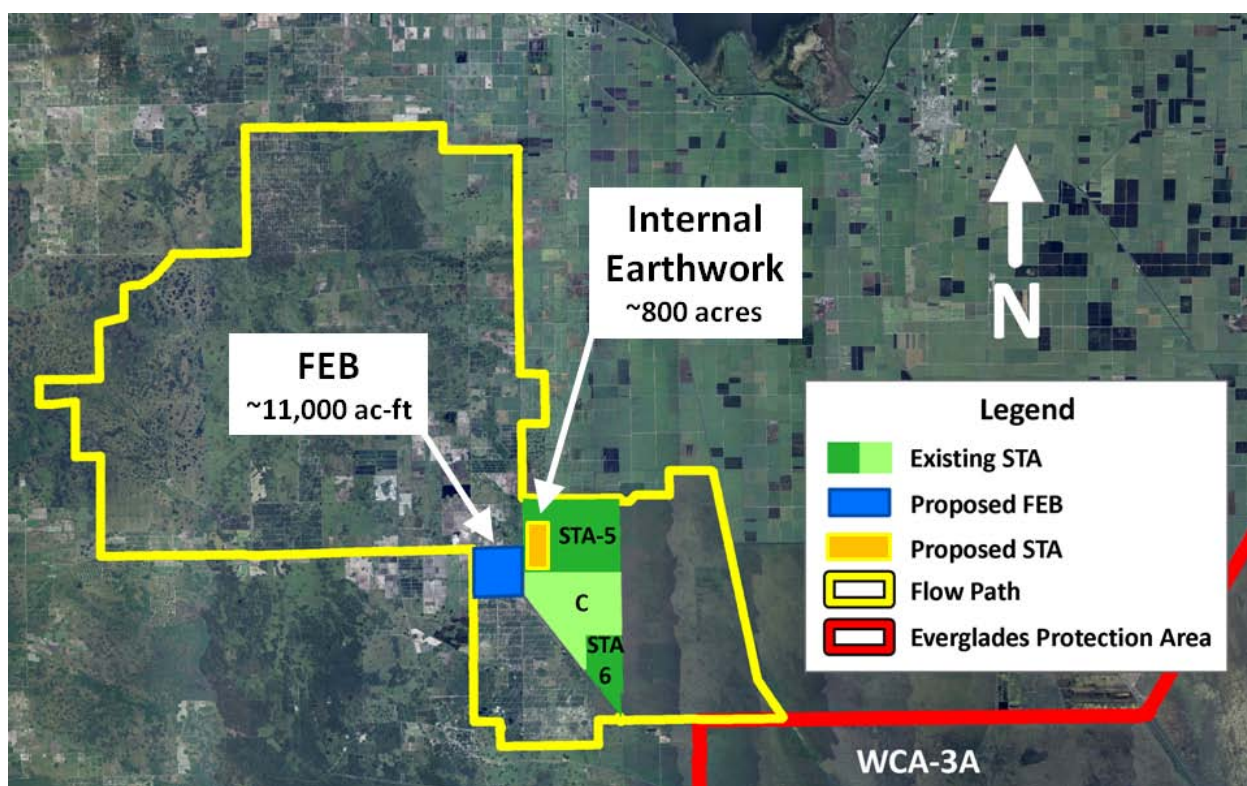 Internal
Earthwork
~800 acres
N
FEB
~11,000 ac-ft
Legend
Existing STA
Proposed FEB
Proposed STA
Flow Path
Everglades Protection Area
STA-5
C
STA
6
WCA-3A